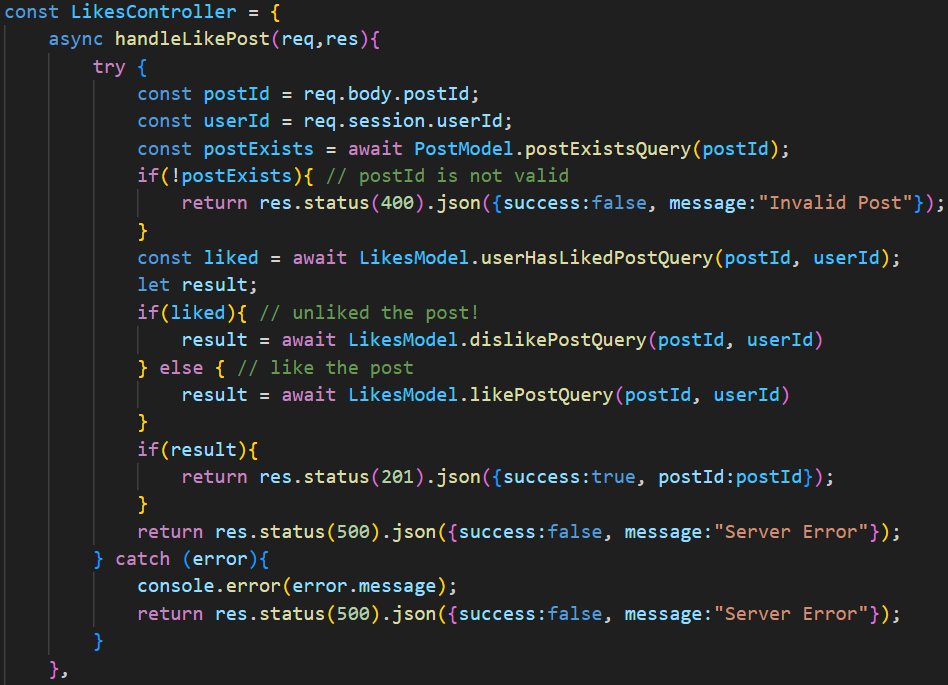 const LikesController = {
    async handleLikePost(req,res){
        try {
            const postId = req.body.postId;
            const userId = req.session.userId;
            const postExists = await PostModel.postExistsQuery(postId);
            if(!postExists){ // postId is not valid
                return res.status(400).json({success:false, message:"Invalid Post"});
            }
            const liked = await LikesModel.userHasLikedPostQuery(postId, userId);
            let result;
            if(liked){ // unliked the post!
                result = await LikesModel.dislikePostQuery(postId, userId)
            } else { // like the post
                result = await LikesModel.likePostQuery(postId, userId)
            }
            if(result){
                return res.status(201).json({success:true, postId:postId});
            }
            return res.status(500).json({success:false, message:"Server Error"});
        } catch (error){
            console.error(error.message);
            return res.status(500).json({success:false, message:"Server Error"});
        }
    },